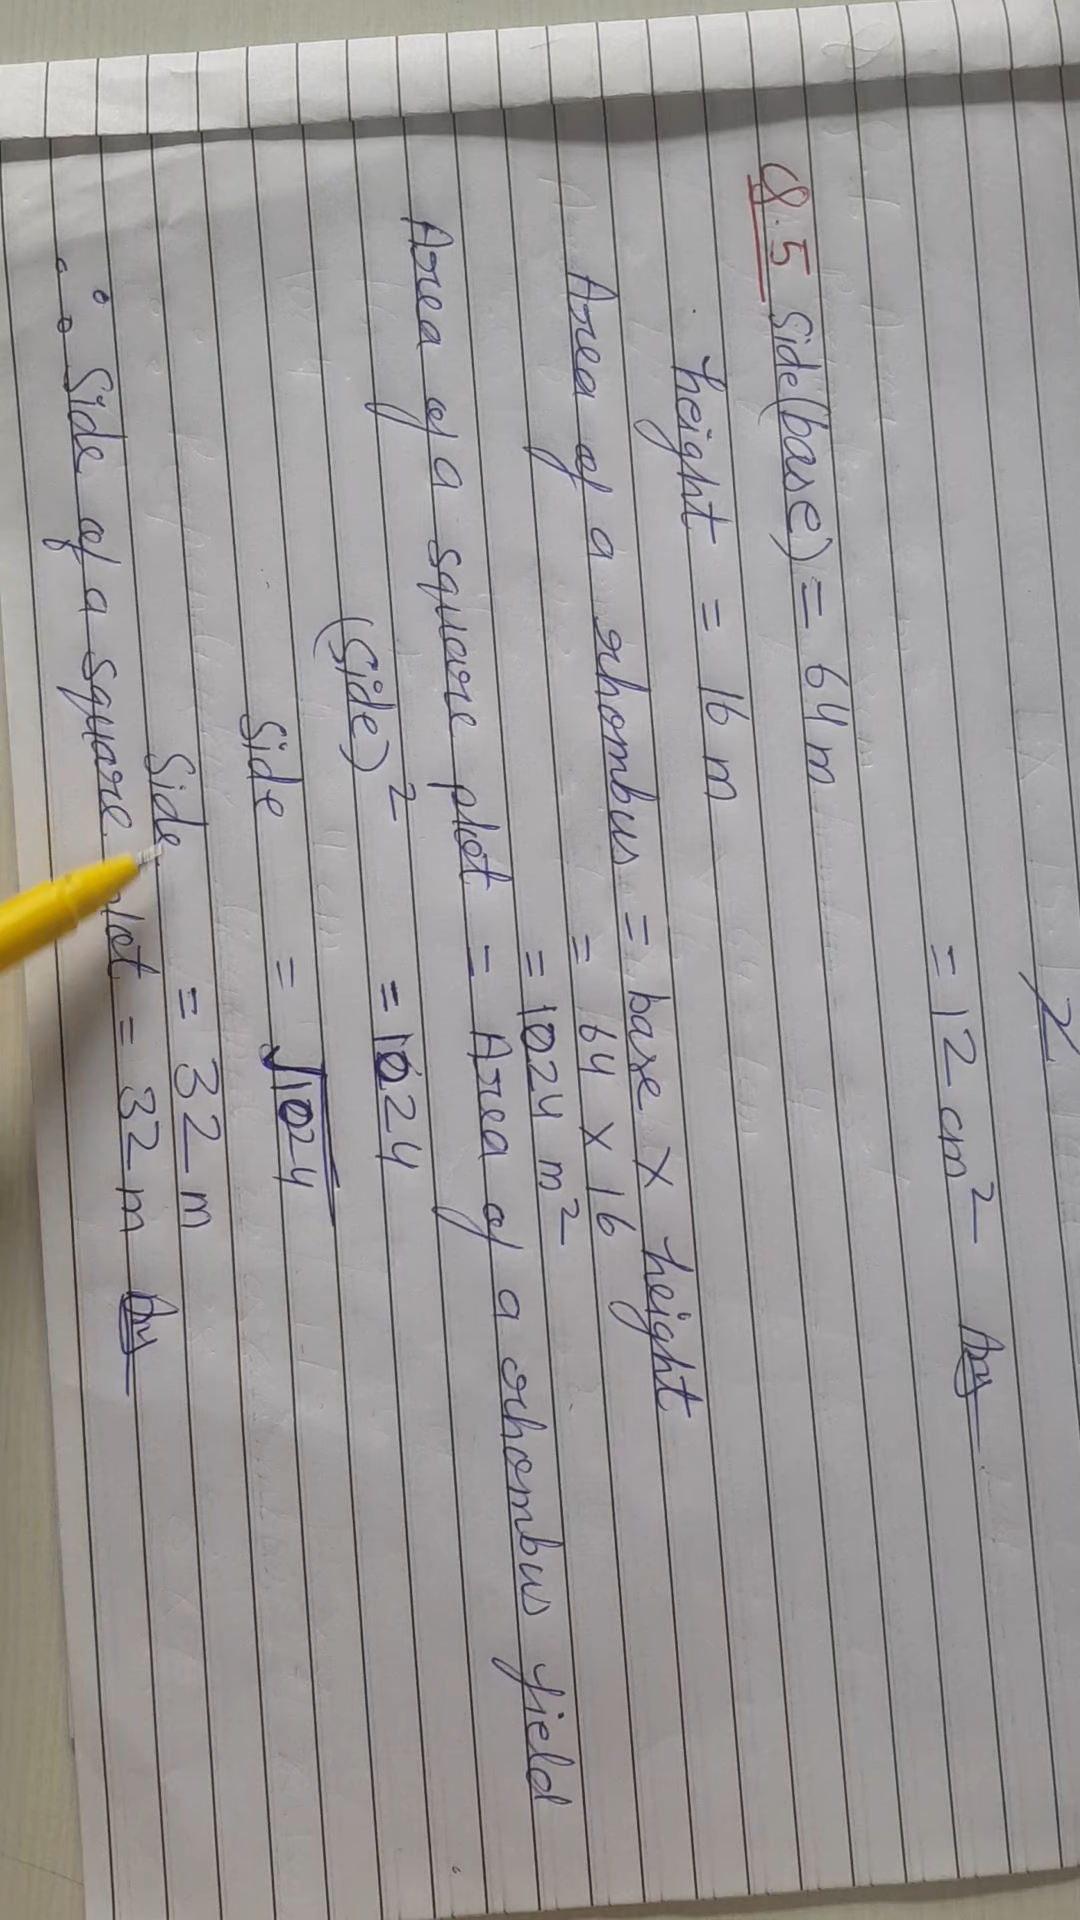 2
= 12 cm² Ans
Q.5 Side(base) = 64m
height = 16 m
Area of a rhombus = base × height
= 64 × 16
= 1024 m²
Area of a square plot = Area of a rhombus field
(Side)² = 1024
Side = √1024
Side = 32 m
∴ Side of a square plot = 32 m Ans